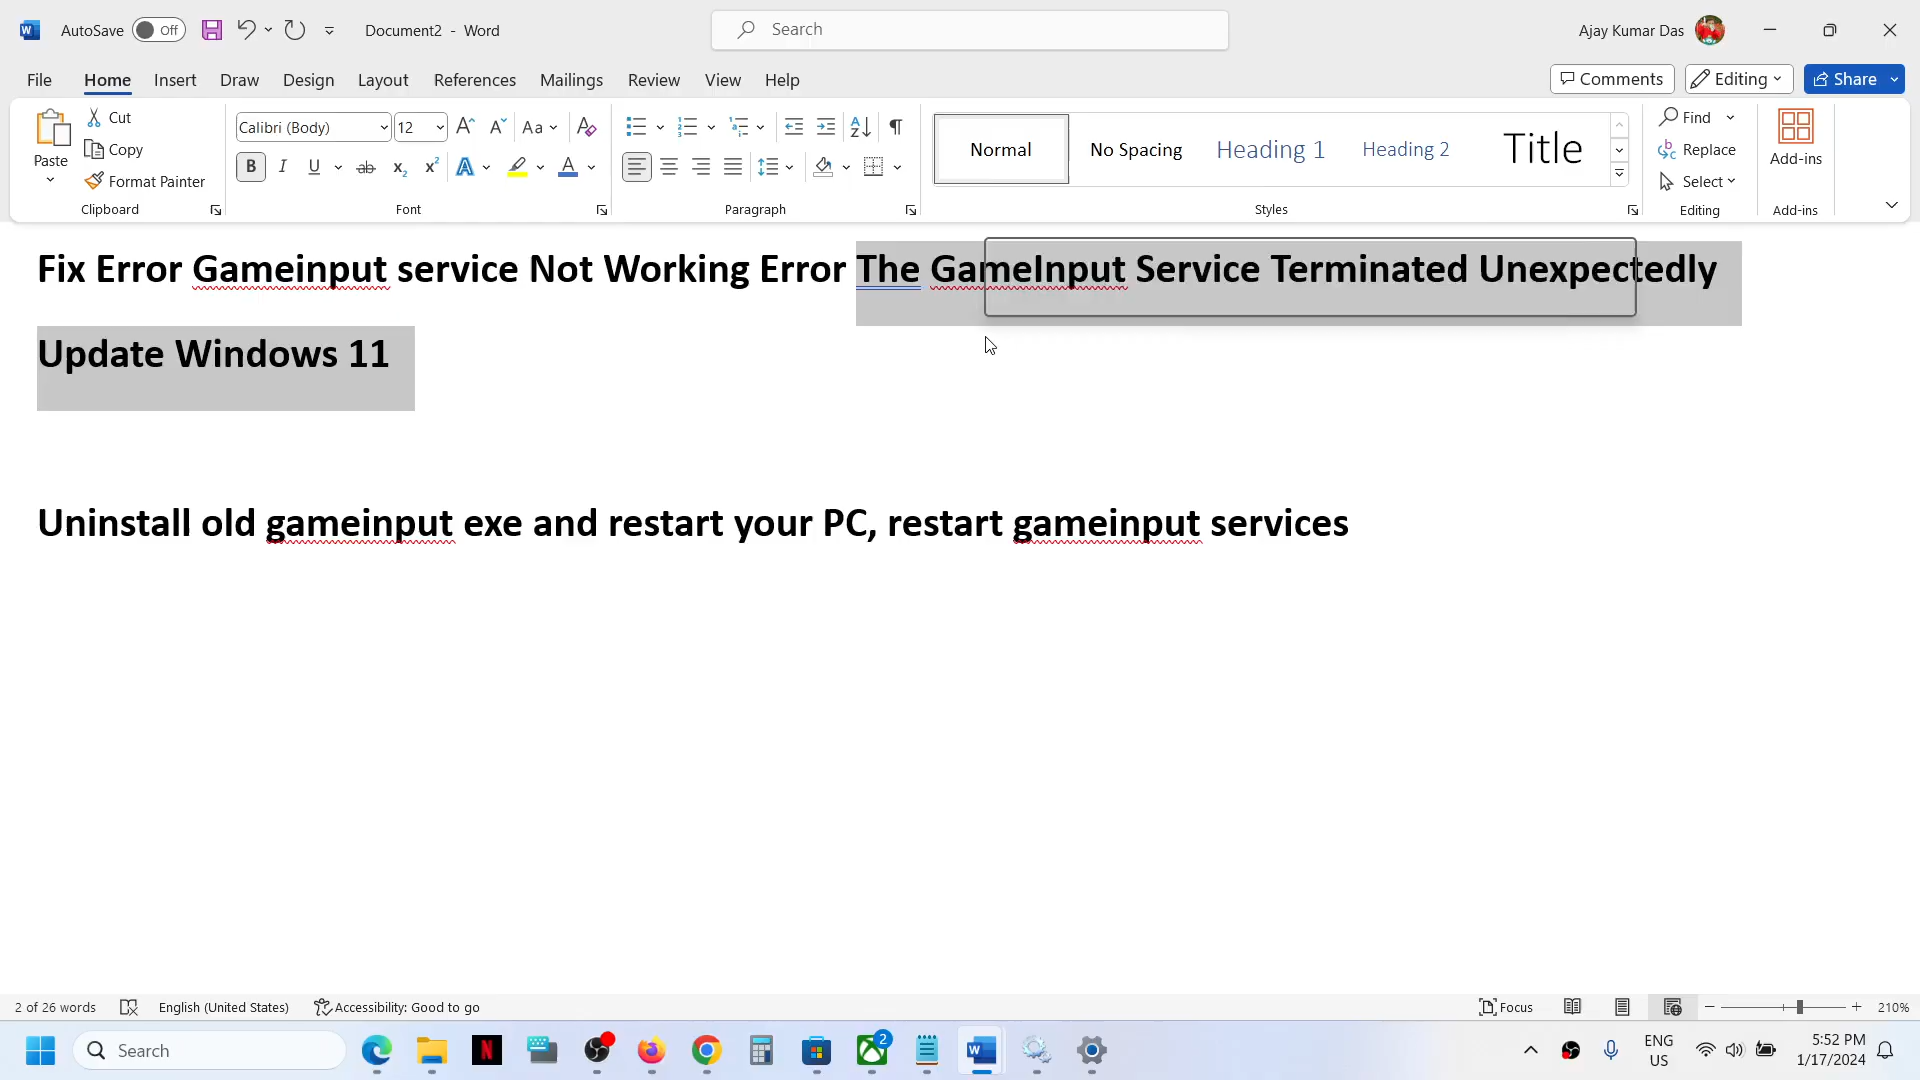 AutoSave Off Document2 - Word Search Ajay Kumar Das
File Home Insert Draw Design Layout References Mailings Review View Help Comments Editing Share
Paste Cut Copy Format Painter Clipboard
Calibri (Body) 12 Font
Paragraph
Normal No Spacing Heading 1 Heading 2 Title Styles
Find Replace Select Editing
Add-ins Add-ins
Fix Error Gameinput service Not Working Error The GameInput Service Terminated Unexpectedly
Update Windows 11
Uninstall old gameinput exe and restart your PC, restart gameinput services
2 of 26 words English (United States) Accessibility: Good to go Focus 210%
Search 2 ENG US 5:52 PM 1/17/2024